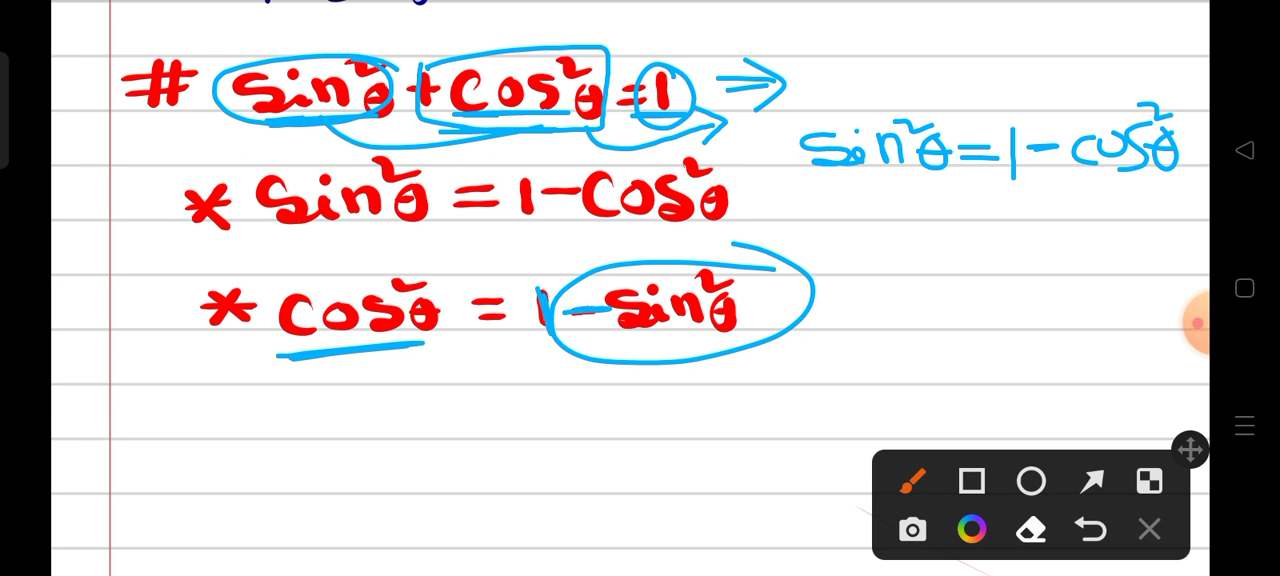 # Sin²θ + Cos²θ = 1 ⇒
sin²θ = 1 - cos²θ
* Sin²θ = 1 - Cos²θ
* Cos²θ = 1 - Sin²θ